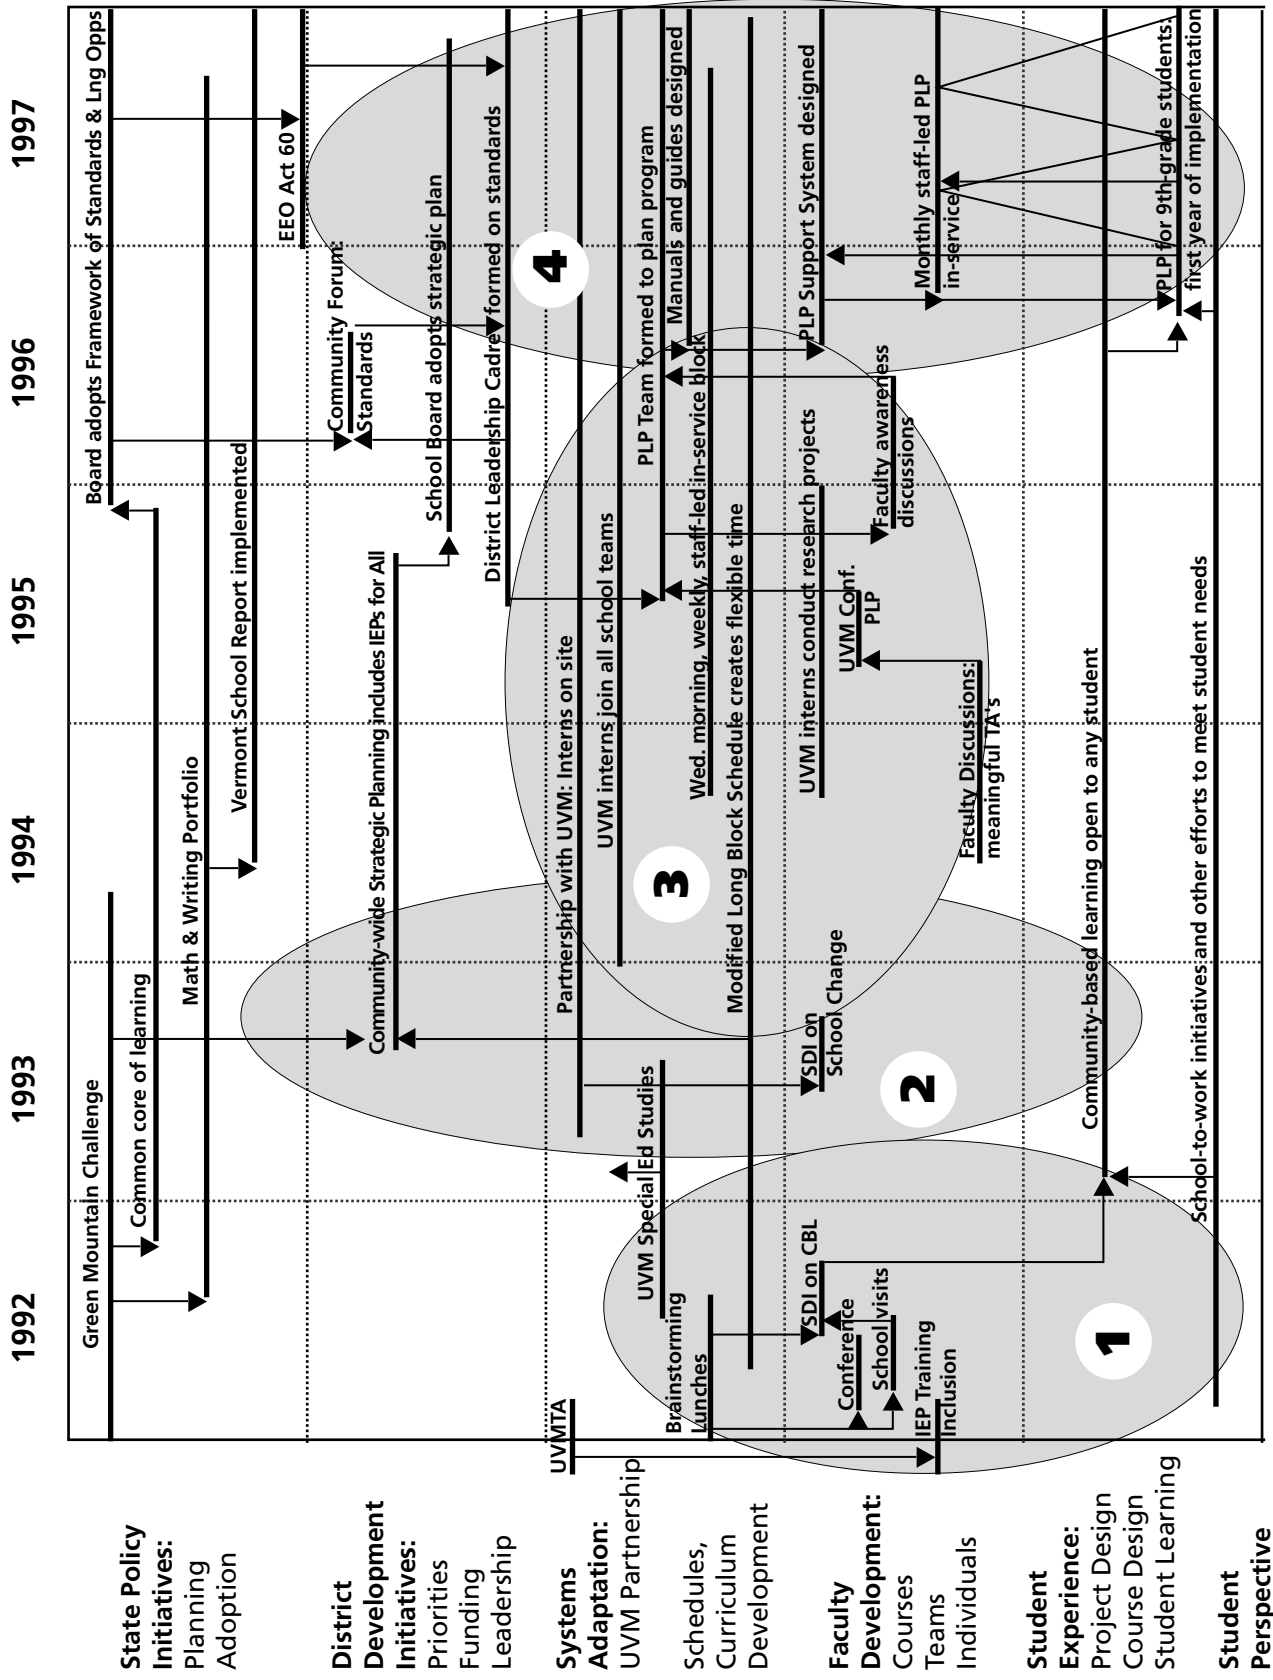 1992
1993
1994
1995
1996
1997
State Policy
Initiatives:
Planning
Adoption
Green Mountain Challenge
Board adopts Framework of Standards & Lng Opps
Common core of learning
Math & Writing Portfolio
Vermont School Report implemented
EEO Act 60
District
Development
Initiatives:
Priorities
Funding
Leadership
Community Forum:
Standards
Community-wide Strategic Planning includes IEPs for All
School Board adopts strategic plan
District Leadership Cadre formed on standards
Systems
Adaptation:
UVM Partnership
Schedules,
Curriculum
Development
UVMTA
Partnership with UVM: Interns on site
UVM interns join all school teams
UVM Special Ed Studies
PLP Team formed to plan program
Manuals and guides designed
Brainstorming
Lunches
Wed. morning, weekly, staff-led in-service block
Modified Long Block Schedule creates flexible time
Faculty
Development:
Courses
Teams
Individuals
SDI on CBL
SDI on
School Change
UVM interns conduct research projects
PLP Support System designed
Conference
UVM Conf.
PLP
School visits
Faculty awareness
discussions
IEP Training
Inclusion
Monthly staff-led PLP
in-service
Faculty Discussions:
meaningful TA's
Student
Experience:
Project Design
Course Design
Student Learning
Community-based learning open to any student
PLP for 9th-grade students:
first year of implementation
Student
Perspective
School-to-work initiatives and other efforts to meet student needs
1
2
3
4